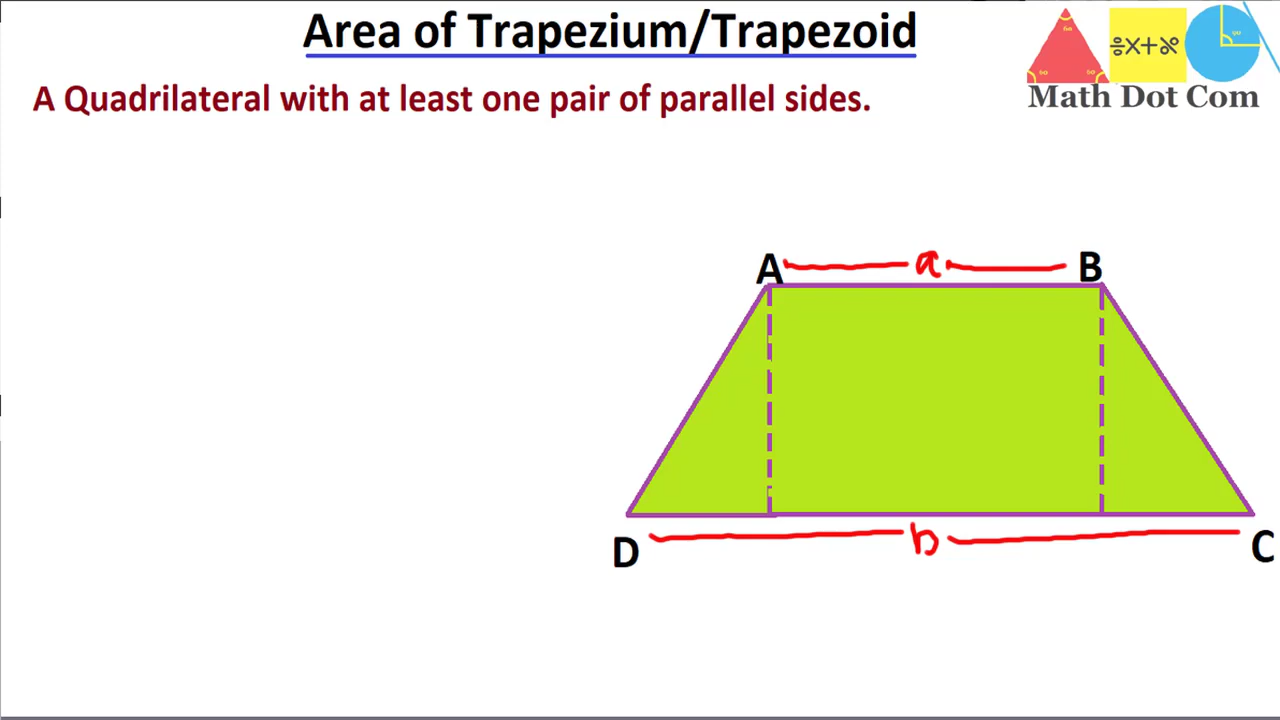 Area of Trapezium/Trapezoid
÷x+%
Math Dot Com
A Quadrilateral with at least one pair of parallel sides.
A a B
D b C